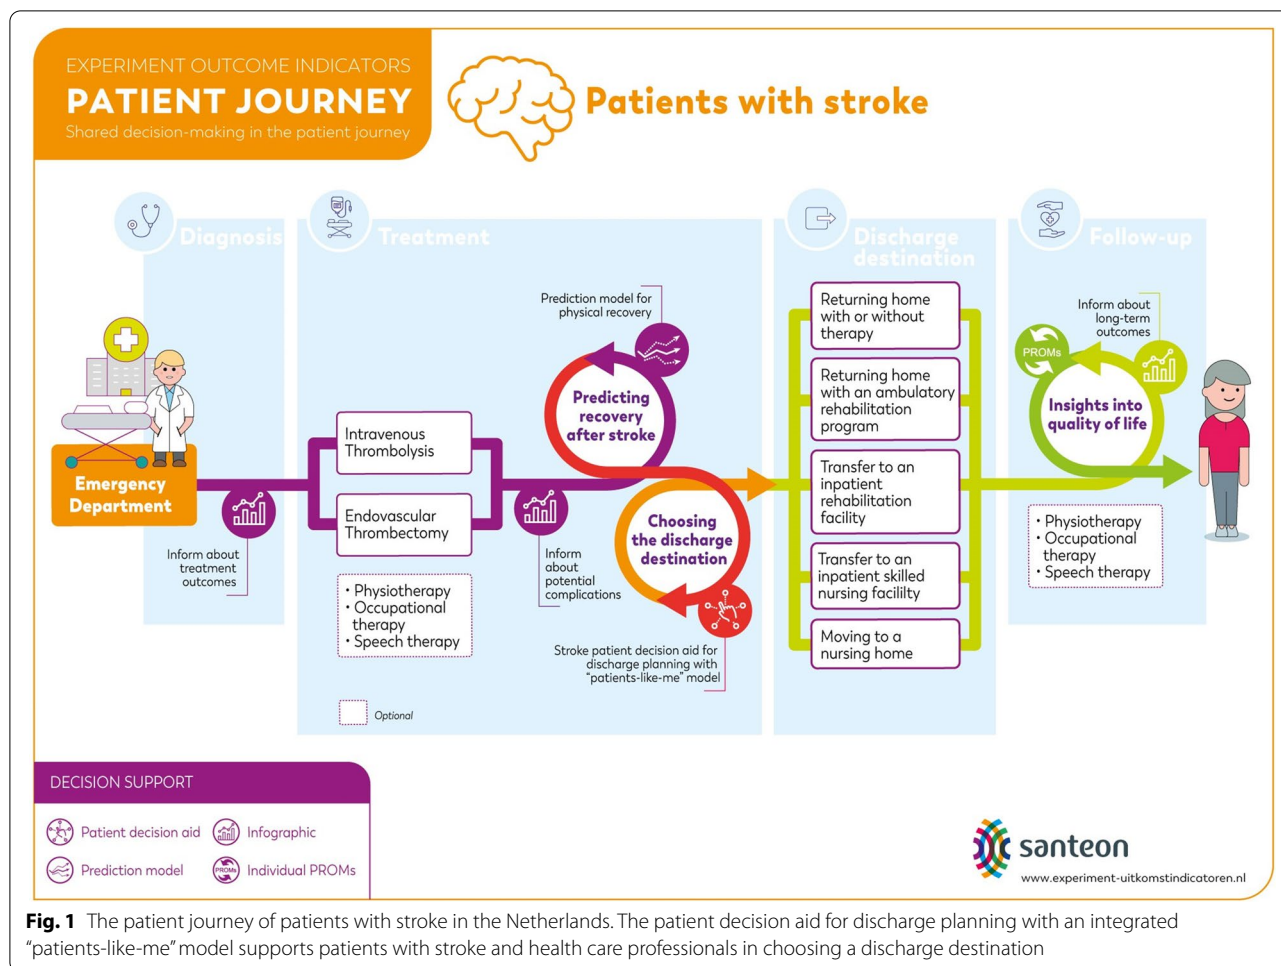 EXPERIMENT OUTCOME INDICATORS
PATIENT JOURNEY
Shared decision-making in the patient journey
Patients with stroke
Diagnosis
Treatment
Discharge
destination
Follow-up
Emergency
Department
Inform about
treatment
outcomes
Intravenous
Thrombolysis
Endovascular
Thrombectomy
• Physiotherapy
• Occupational
therapy
• Speech therapy
Optional
Inform
about
potential
complications
Prediction model for
physical recovery
Predicting
recovery
after stroke
Choosing
the discharge
destination
Stroke patient decision aid for
discharge planning with
“patients-like-me” model
Returning home
with or without
therapy
Returning home
with an ambulatory
rehabilitation
program
Transfer to an
inpatient
rehabilitation
facility
Transfer to an
inpatient skilled
nursing facililty
Moving to a
nursing home
Inform about
long-term
outcomes
PROMs
Insights into
quality of life
• Physiotherapy
• Occupational
therapy
• Speech therapy
DECISION SUPPORT
Patient decision aid
Infographic
Prediction model
PROMs
Individual PROMs
santeon
www.experiment-uitkomstindicatoren.nl
Fig. 1 The patient journey of patients with stroke in the Netherlands. The patient decision aid for discharge planning with an integrated
“patients-like-me” model supports patients with stroke and health care professionals in choosing a discharge destination